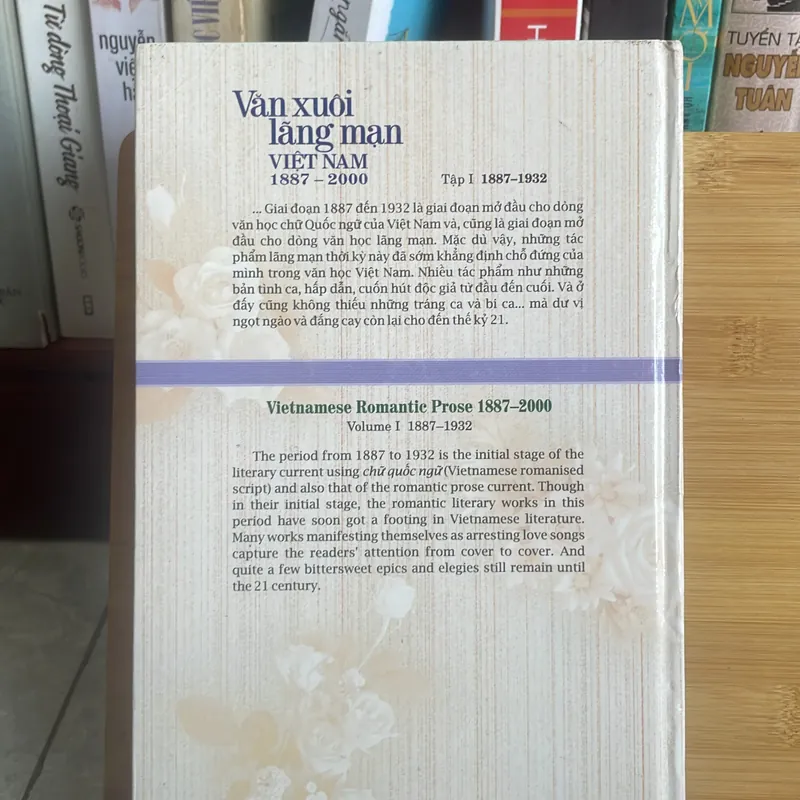 Từ dòng Thoại Giang
SAIGONCULTO
nguyễn
việ
hà
ngắn
MỚI
TUYỂN TẬ
NGUYỄ
TUÂN
Văn xuôi
lãng mạn
VIỆT NAM
1887 – 2000
Tập I 1887–1932
... Giai đoạn 1887 đến 1932 là giai đoạn mở đầu cho dòng
văn học chữ Quốc ngữ của Việt Nam và, cũng là giai đoạn mở
đầu cho dòng văn học lãng mạn. Mặc dù vậy, những tác
phẩm lãng mạn thời kỳ này đã sớm khẳng định chỗ đứng của
mình trong văn học Việt Nam. Nhiều tác phẩm như những
bản tình ca, hấp dẫn, cuốn hút độc giả từ đầu đến cuối. Và ở
đấy cũng không thiếu những tráng ca và bi ca... mà dư vị
ngọt ngào và đắng cay còn lại cho đến thế kỷ 21.
Vietnamese Romantic Prose 1887–2000
Volume I 1887–1932
The period from 1887 to 1932 is the initial stage of the
literary current using chữ quốc ngữ (Vietnamese romanised
script) and also that of the romantic prose current. Though
in their initial stage, the romantic literary works in this
period have soon got a footing in Vietnamese literature.
Many works manifesting themselves as arresting love songs
capture the readers' attention from cover to cover. And
quite a few bittersweet epics and elegies still remain until
the 21 century.